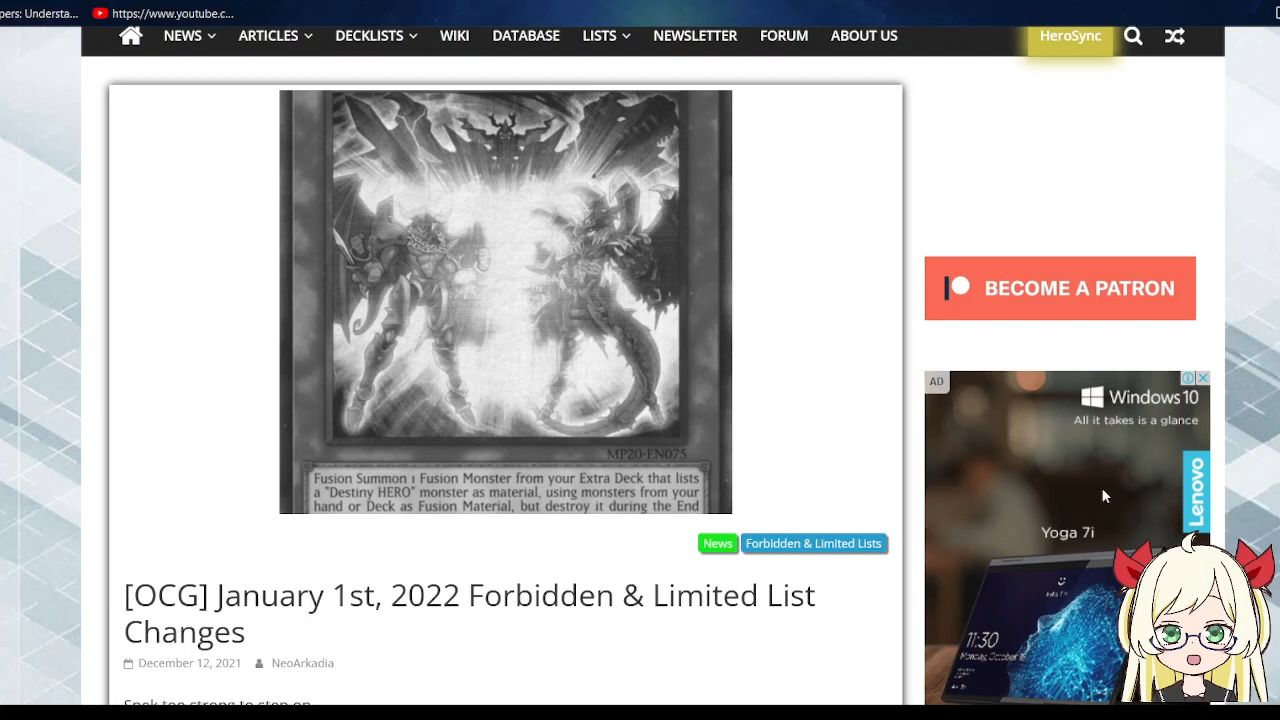 pers: Understa...
https://www.youtube.c...
NEWS
ARTICLES
DECKLISTS
WIKI
DATABASE
LISTS
NEWSLETTER
FORUM
ABOUT US
HeroSync
MP20-EN075
Fusion Summon 1 Fusion Monster from your Extra Deck that lists
a "Destiny HERO" monster as material, using monsters from your
hand or Deck as Fusion Material, but destroy it during the End
BECOME A PATRON
AD
Windows 10
All it takes is a glance
Lenovo
Yoga 7i
11:30
News
Forbidden & Limited Lists
[OCG] January 1st, 2022 Forbidden & Limited List
Changes
December 12, 2021
NeoArkadia